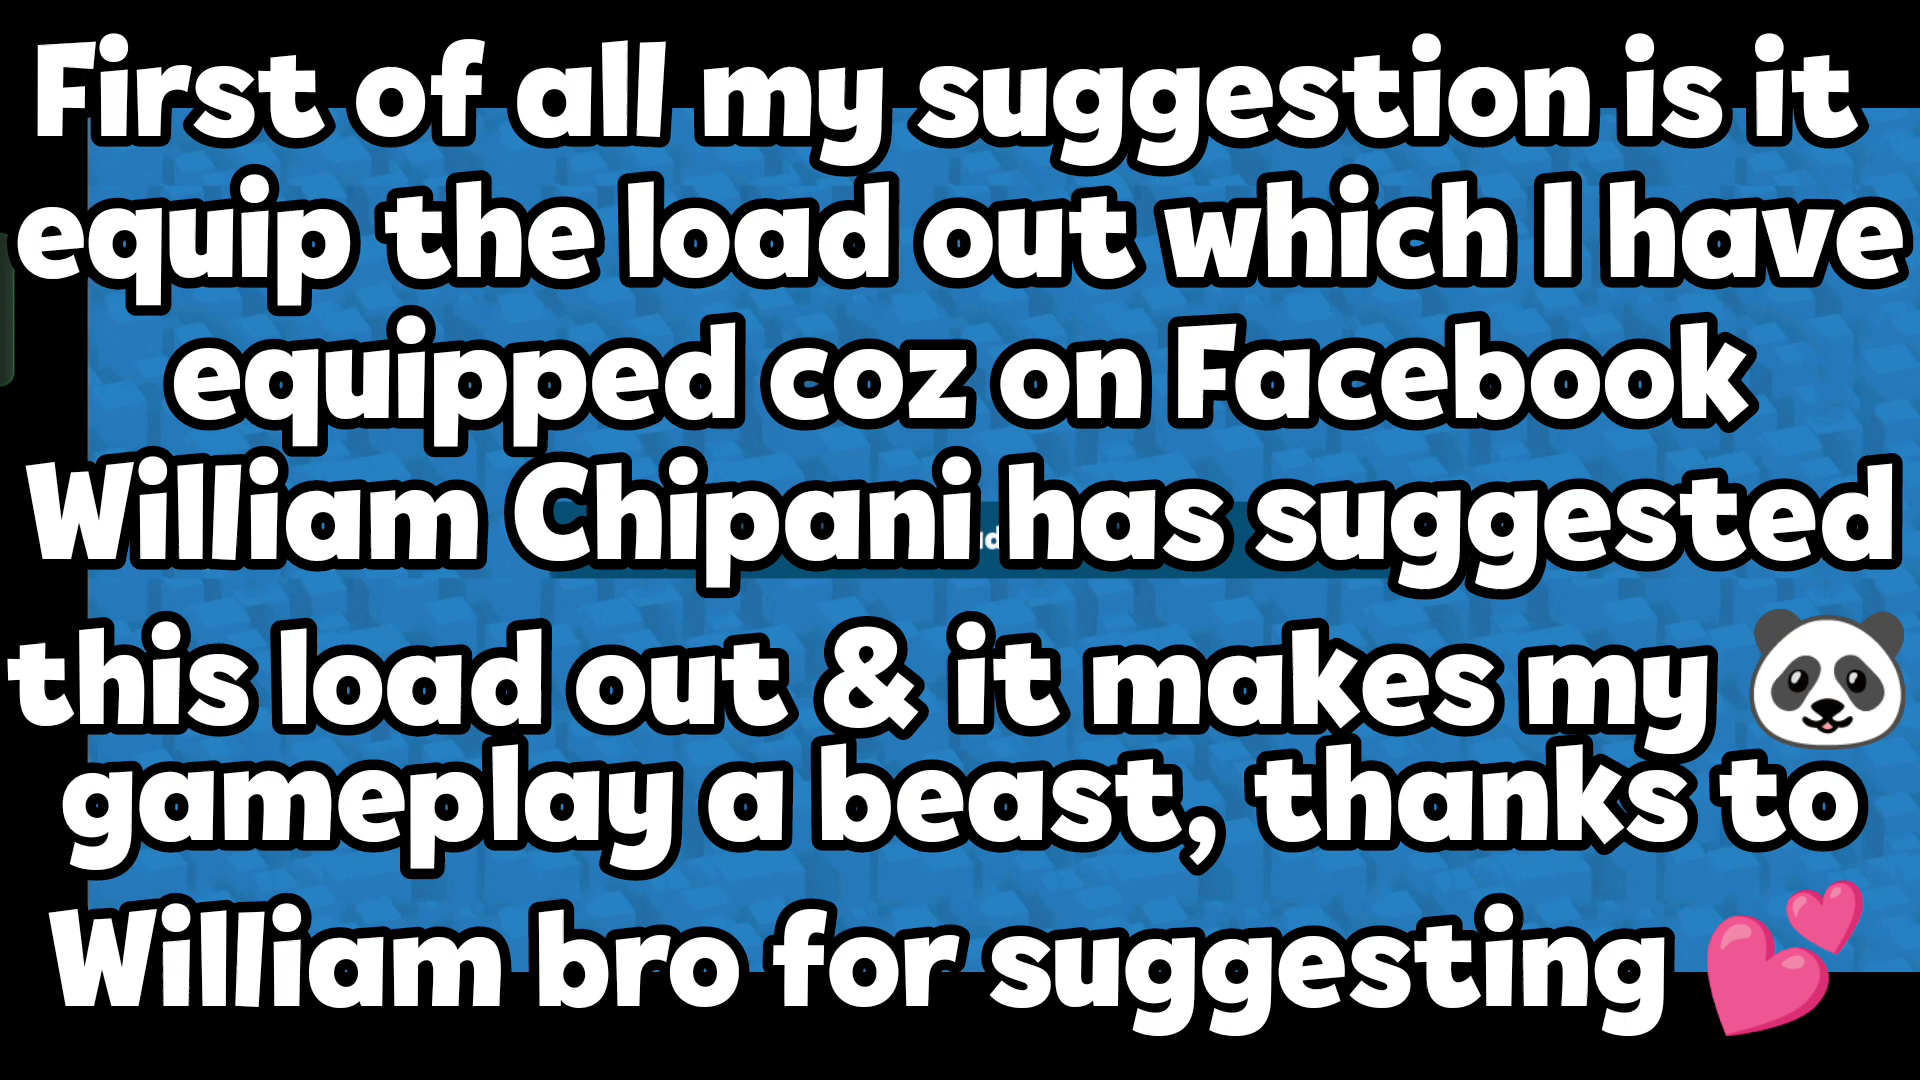 First of all my suggestion is it
equip the load out which I have
equipped coz on Facebook
William Chipani has suggested
this load out & it makes my 🐼
gameplay a beast, thanks to
William bro for suggesting 💕